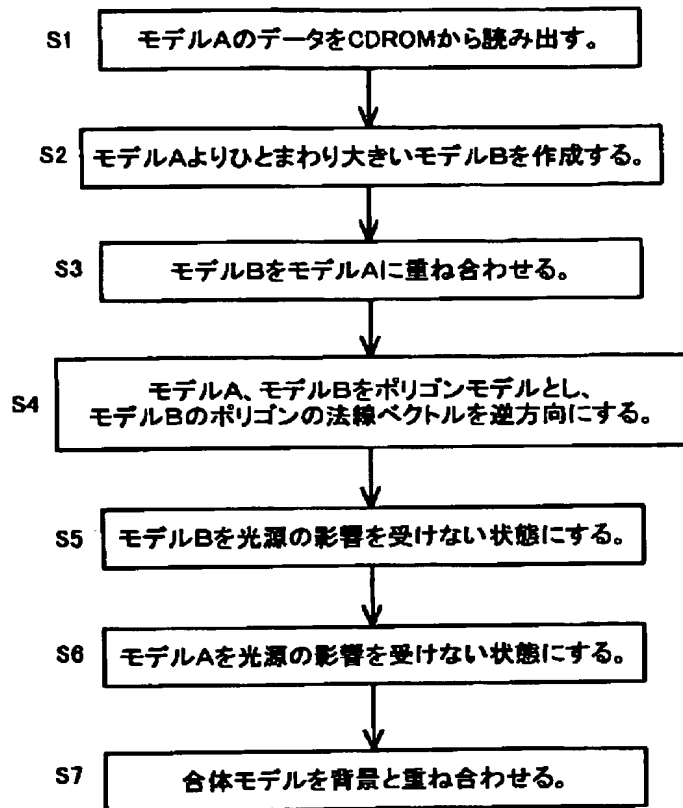 S1 モデルAのデータをCDROMから読み出す。
S2 モデルAよりひとまわり大きいモデルBを作成する。
S3 モデルBをモデルAに重ね合わせる。
S4 モデルA、モデルBをポリゴンモデルとし、
モデルBのポリゴンの法線ベクトルを逆方向にする。
S5 モデルBを光源の影響を受けない状態にする。
S6 モデルAを光源の影響を受けない状態にする。
S7 合体モデルを背景と重ね合わせる。